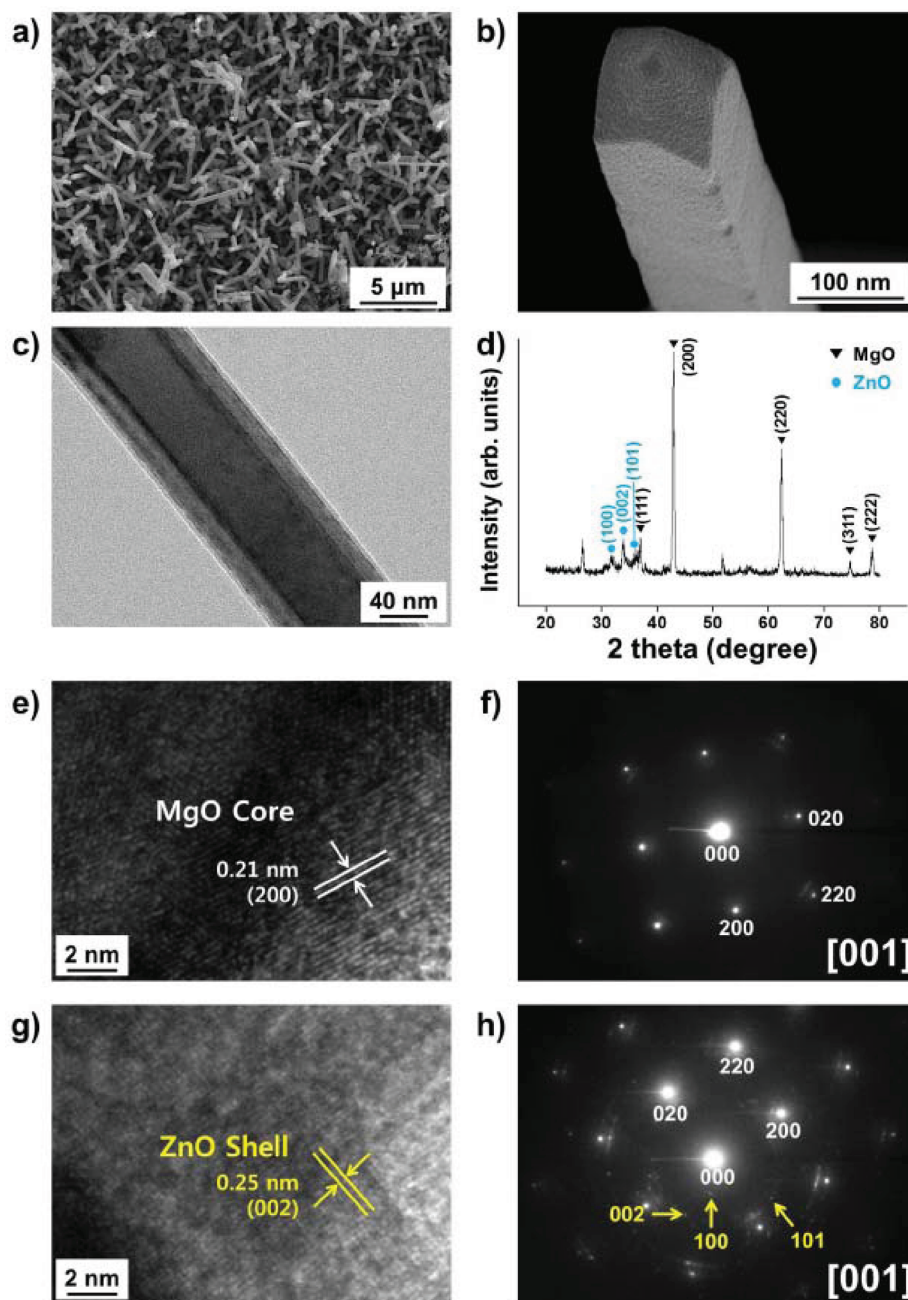 a)
5 µm
b)
100 nm
c)
40 nm
d)
Intensity (arb. units)
(100)
(002)
(101)
(111)
(200)
(220)
(311)
(222)
MgO
ZnO
20 30 40 50 60 70 80
2 theta (degree)
e)
MgO Core
0.21 nm
(200)
2 nm
f)
020
000
220
200
[001]
g)
ZnO Shell
0.25 nm
(002)
2 nm
h)
220
020
200
000
002
100
101
[001]